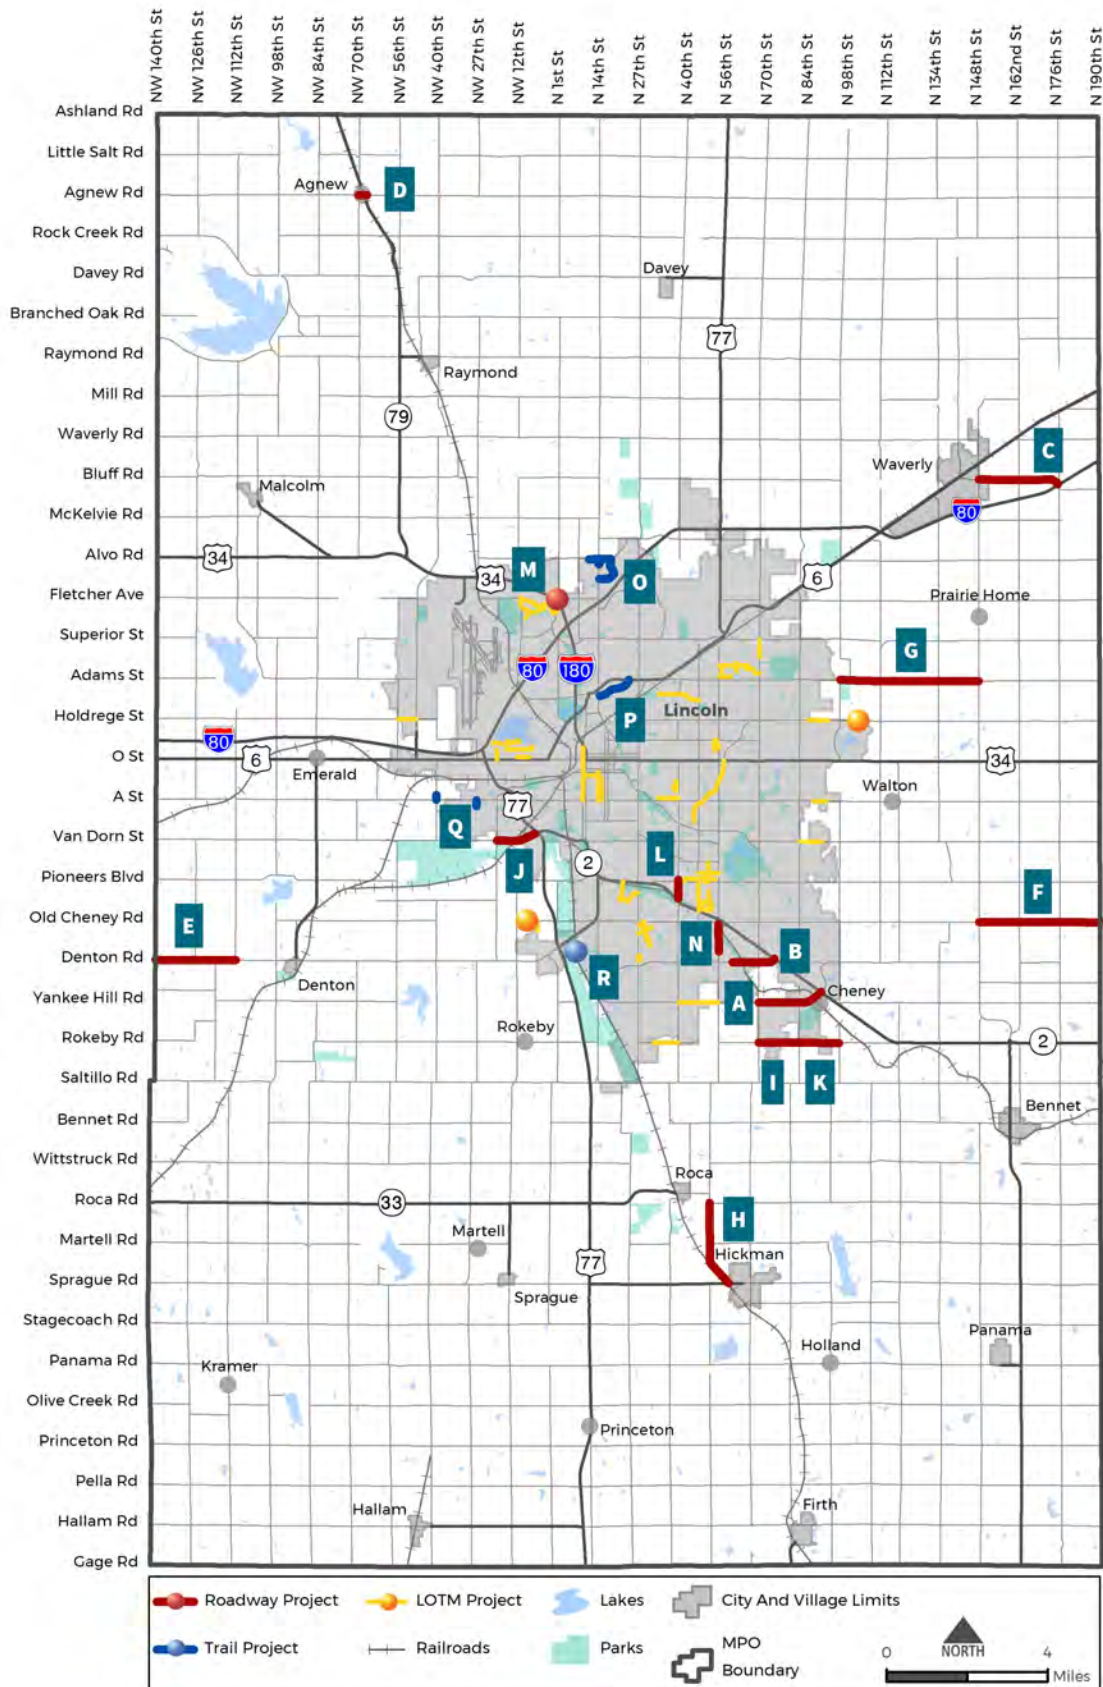 NW 140th St
NW 126th St
NW 112th St
NW 98th St
NW 84th St
NW 70th St
NW 56th St
NW 40th St
NW 27th St
NW 12th St
N 1st St
N 14th St
N 27th St
N 40th St
N 56th St
N 70th St
N 84th St
N 98th St
N 112th St
N 134th St
N 148th St
N 162nd St
N 176th St
N 190th St
Ashland Rd
Little Salt Rd
Agnew Rd
Agnew
D
Rock Creek Rd
Davey Rd
Davey
Branched Oak Rd
77
Raymond Rd
Raymond
Mill Rd
79
Waverly Rd
Waverly
C
Bluff Rd
Malcolm
McKelvie Rd
80
Alvo Rd
34
M
34
O
6
Fletcher Ave
Prairie Home
Superior St
G
80
180
Adams St
P
Lincoln
Holdrege St
80
O St
6
Emerald
34
A St
77
Walton
Q
Van Dorn St
J
2
L
Pioneers Blvd
F
Old Cheney Rd
E
N
B
Denton Rd
Denton
R
A
Cheney
Yankee Hill Rd
Rokeby
Rokeby Rd
2
Saltillo Rd
I
K
Bennet
Bennet Rd
Wittstruck Rd
Roca
Roca Rd
33
H
Martell
Martell Rd
77
Hickman
Sprague Rd
Sprague
Stagecoach Rd
Panama
Holland
Panama Rd
Kramer
Olive Creek Rd
Princeton
Princeton Rd
Pella Rd
Hallam
Firth
Hallam Rd
Gage Rd
Roadway Project
LOTM Project
Lakes
City And Village Limits
Trail Project
Railroads
Parks
MPO
Boundary
NORTH
0
4
Miles